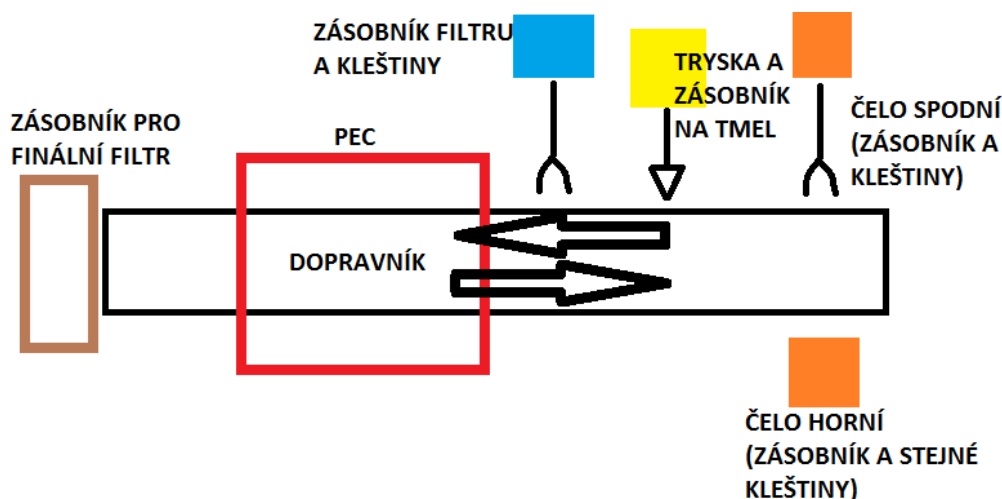 ZÁSOBNÍK FILTRU
A KLEŠTINY
TRYSKA A
ZÁSOBNÍK
NA TMEL
ČELO SPODNÍ
(ZÁSOBNÍK A
KLEŠTINY)
ZÁSOBNÍK PRO
FINÁLNÍ FILTR
PEC
DOPRAVNÍK
ČELO HORNÍ
(ZÁSOBNÍK A STEJNÉ
KLEŠTINY)